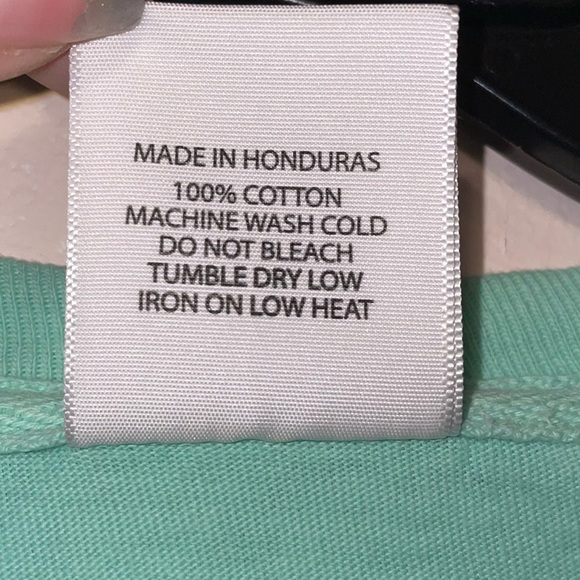 MADE IN HONDURAS
100% COTTON
MACHINE WASH COLD
DO NOT BLEACH
TUMBLE DRY LOW
IRON ON LOW HEAT